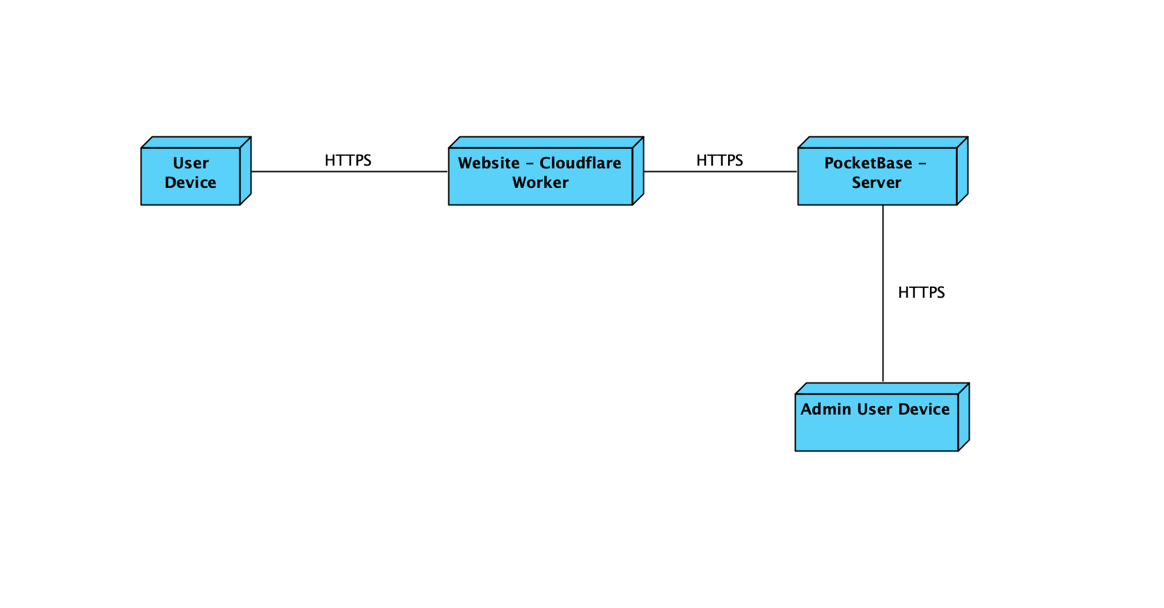 User
Device
HTTPS
Website – Cloudflare
Worker
HTTPS
PocketBase –
Server
HTTPS
Admin User Device